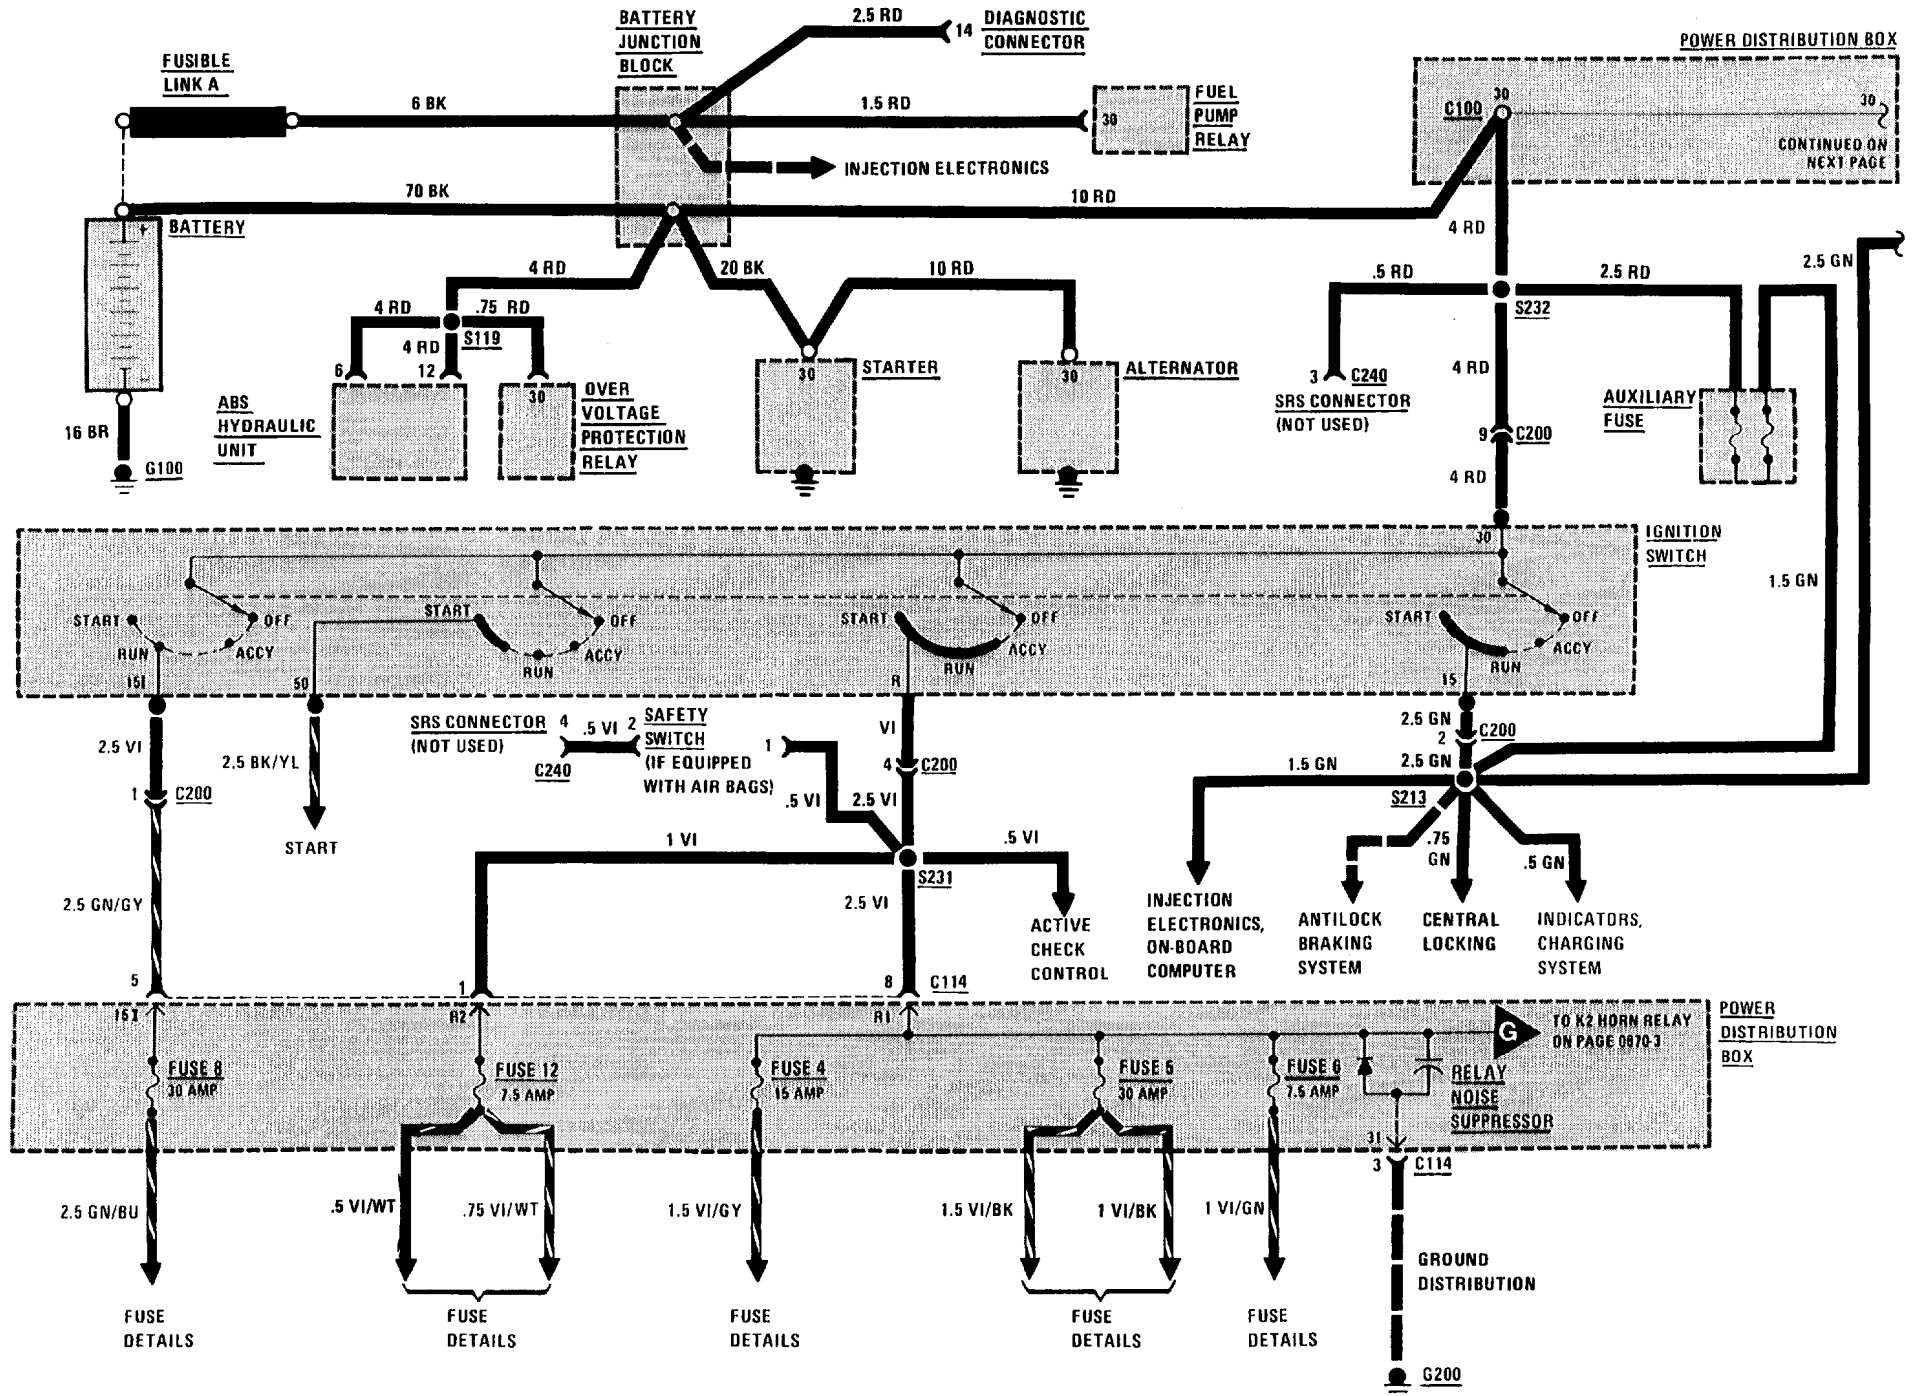 BATTERY
JUNCTION
BLOCK
2.5 RD
14
DIAGNOSTIC
CONNECTOR
POWER DISTRIBUTION BOX
FUSIBLE
LINK A
6 BK
1.5 RD
30
FUEL
PUMP
RELAY
C100
30
30
CONTINUED ON
NEXT PAGE
INJECTION ELECTRONICS
70 BK
10 RD
4 RD
BATTERY
+
-
2.5 GN
4 RD
20 BK
10 RD
.5 RD
2.5 RD
S232
4 RD
.75 RD
S119
4 RD
6
12
30
ABS
HYDRAULIC
UNIT
OVER
VOLTAGE
PROTECTION
RELAY
30
STARTER
30
ALTERNATOR
4 RD
3
C240
SRS CONNECTOR
(NOT USED)
AUXILIARY
FUSE
16 BR
G100
9
C200
4 RD
30
IGNITION
SWITCH
1.5 GN
START
OFF
RUN
ACCY
15I
START
OFF
ACCY
RUN
50
START
OFF
ACCY
RUN
R
START
OFF
ACCY
RUN
15
2.5 VI
2.5 BK/YL
SRS CONNECTOR
(NOT USED)
4
.5 VI
2
C240
SAFETY
SWITCH
(IF EQUIPPED
WITH AIR BAGS)
1
VI
4
C200
2.5 GN
2
C200
2.5 GN
1.5 GN
S213
1
C200
.5 VI
2.5 VI
START
1 VI
.5 VI
S231
.75
GN
.5 GN
2.5 GN/GY
2.5 VI
ACTIVE
CHECK
CONTROL
INJECTION
ELECTRONICS,
ON-BOARD
COMPUTER
ANTILOCK
BRAKING
SYSTEM
CENTRAL
LOCKING
INDICATORS,
CHARGING
SYSTEM
5
1
8
C114
15I
R2
R1
POWER
DISTRIBUTION
BOX
G
TO K2 HORN RELAY
ON PAGE 0670-3
FUSE 8
30 AMP
FUSE 12
7.5 AMP
FUSE 4
15 AMP
FUSE 5
30 AMP
FUSE 6
7.5 AMP
RELAY
NOISE
SUPPRESSOR
31
3
C114
2.5 GN/BU
.5 VI/WT
.75 VI/WT
1.5 VI/GY
1.5 VI/BK
1 VI/BK
1 VI/GN
GROUND
DISTRIBUTION
FUSE
DETAILS
FUSE
DETAILS
FUSE
DETAILS
FUSE
DETAILS
FUSE
DETAILS
G200